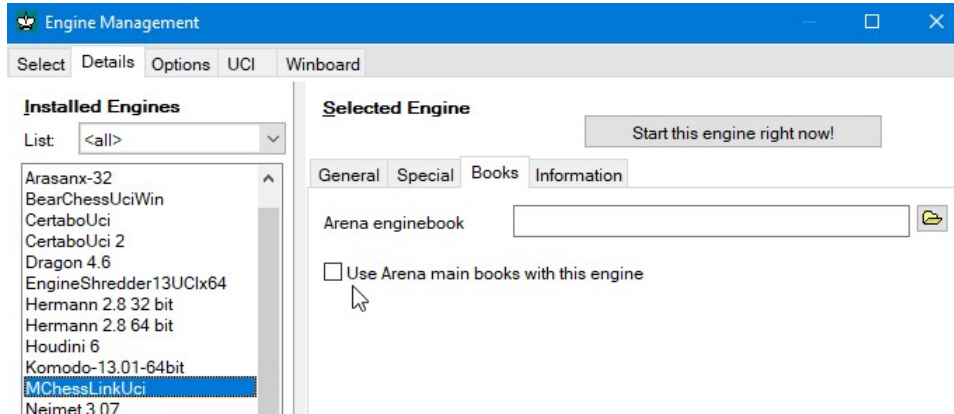 Engine Management
Select Details Options UCI Winboard
Installed Engines
List: <all>
Arasanx-32
BearChessUciWin
CertaboUci
CertaboUci 2
Dragon 4.6
EngineShredder13UCIx64
Hermann 2.8 32 bit
Hermann 2.8 64 bit
Houdini 6
Komodo-13.01-64bit
MChessLinkUci
Neimet 3.07
Selected Engine
Start this engine right now!
General Special Books Information
Arena enginebook
Use Arena main books with this engine